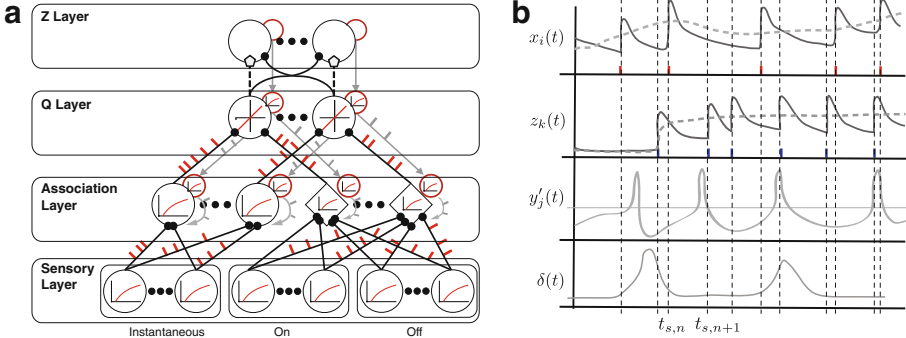 a
Z Layer
Q Layer
Association
Layer
Sensory
Layer
Instantaneous
On
Off
b
x_i(t)
z_k(t)
y'_j(t)
δ(t)
t_{s,n}
t_{s,n+1}